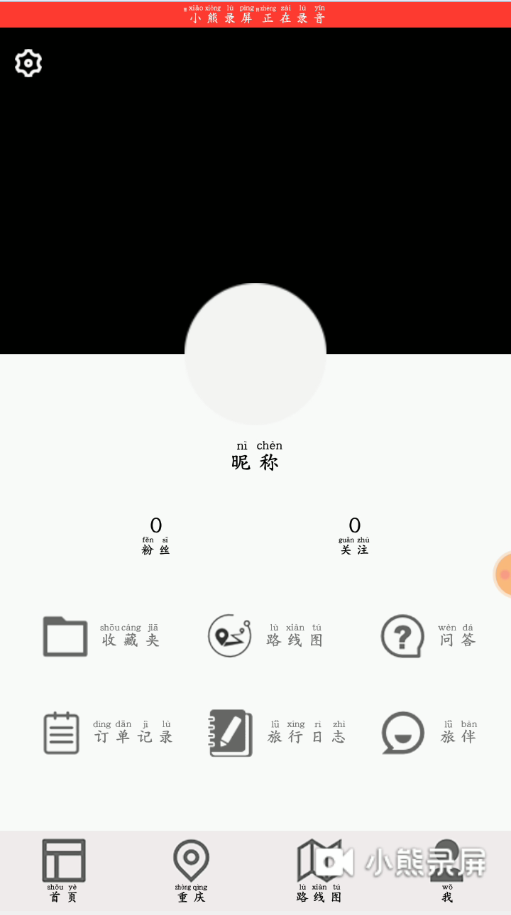 xiǎo xióng lù píng zhèng zài lù yīn
小熊录屏 正在录音
nì chēn
昵称
0 0
fěn sī guān zhù
粉丝 关注
shōu cáng jiā lù xiàn tú wèn dá
收藏夹 路线图 问答
dìng dān jì lù lǚ xíng rì zhì lǚ bàn
订单记录 旅行日志 旅伴
小熊录屏
shǒu yè zhòng qìng lù xiàn tú wǒ
首頁 重庆 路线图 我